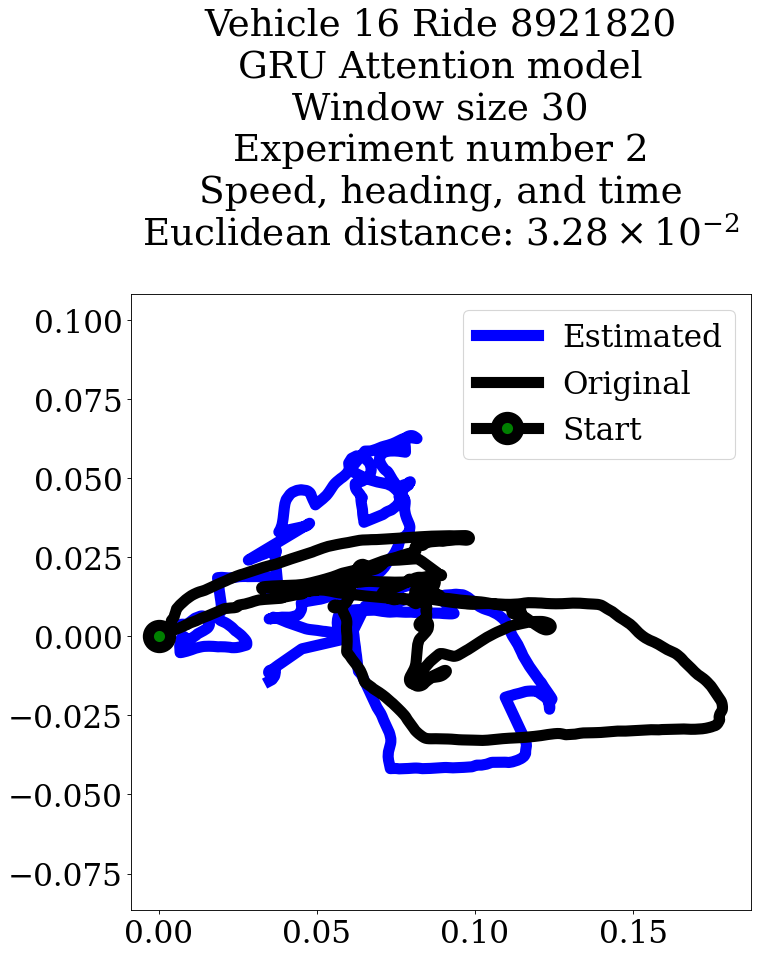 Vehicle 16 Ride 8921820
GRU Attention model
Window size 30
Experiment number 2
Speed, heading, and time
Euclidean distance: 3.28 × 10⁻²
Estimated
Original
Start
0.100
0.075
0.050
0.025
0.000
−0.025
−0.050
−0.075
0.00 0.05 0.10 0.15